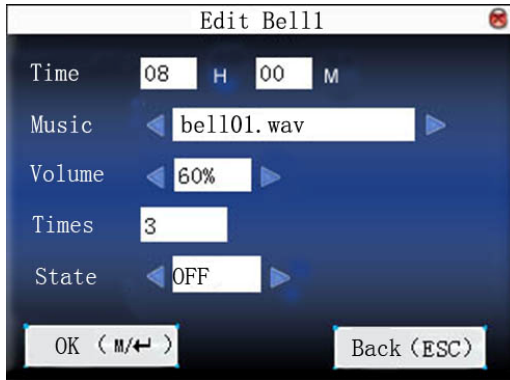 Edit Bell1
Time 08 H 00 M
Music bell01.wav
Volume 60%
Times 3
State OFF
OK (M/↵) Back(ESC)